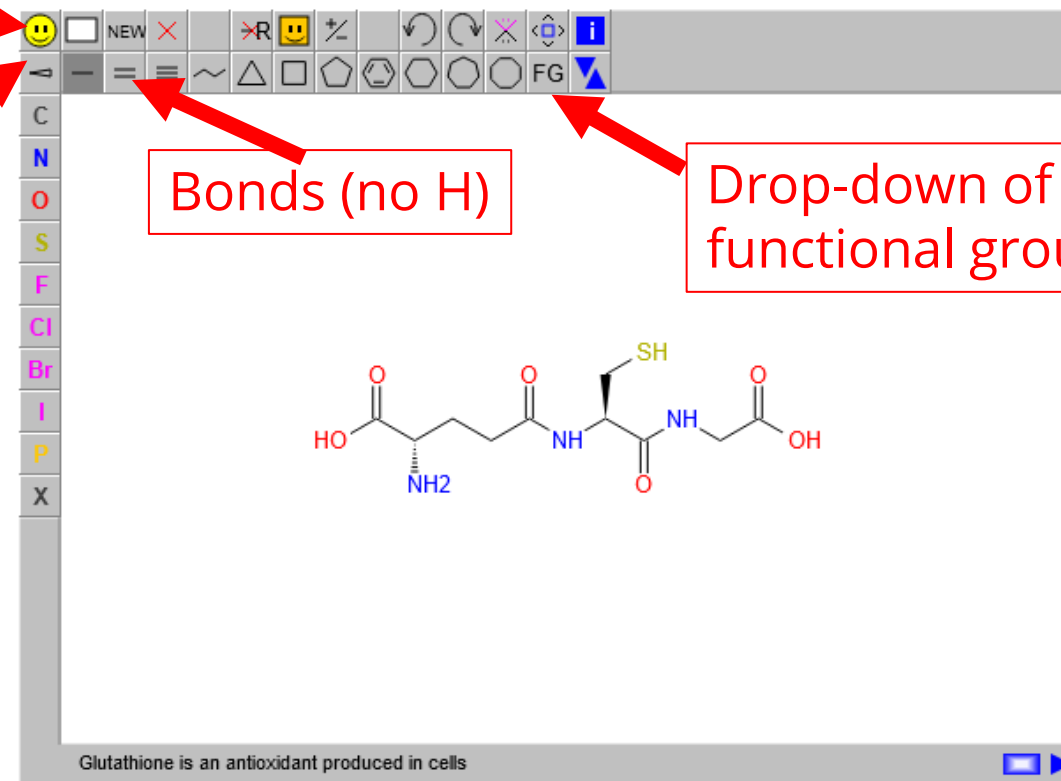 NEW R +/- i
FG
C
N
O
S
F
Cl
Br
I
P
X
Bonds (no H)
Drop-down of
functional grou
SH
O O O
HO NH NH OH
NH2 O
Glutathione is an antioxidant produced in cells